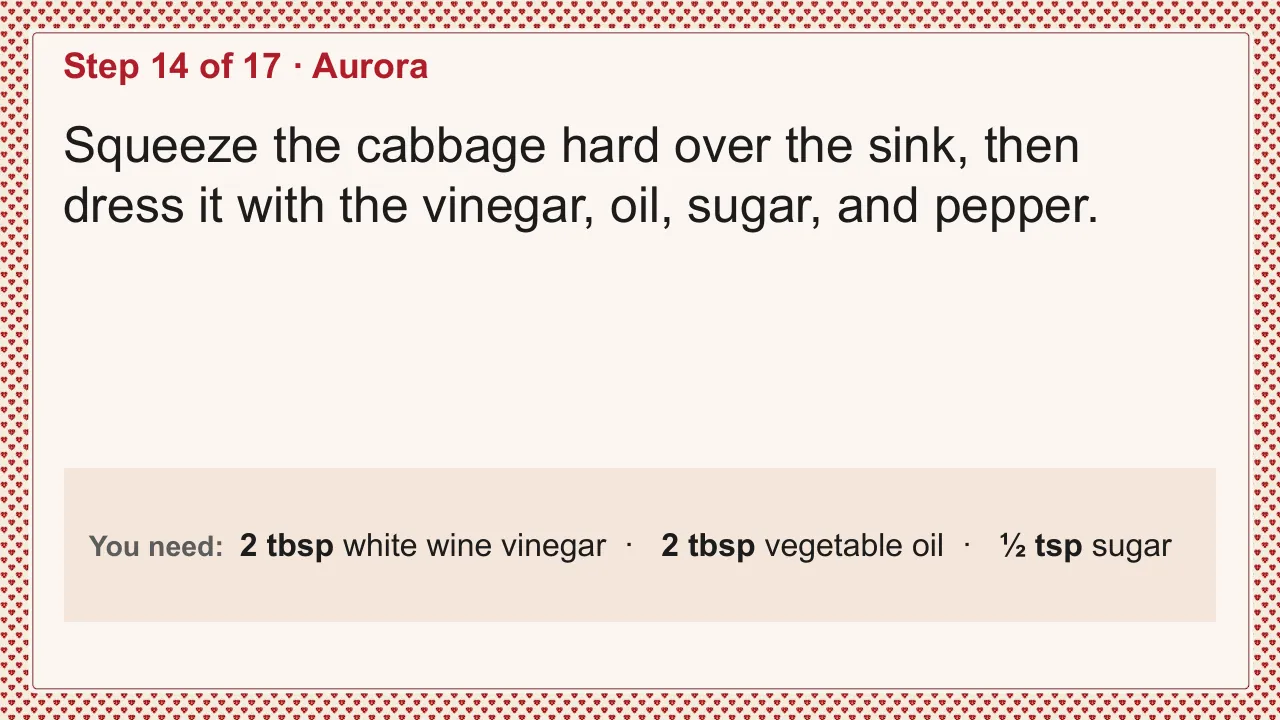 Step 14 of 17 · Aurora
Squeeze the cabbage hard over the sink, then
dress it with the vinegar, oil, sugar, and pepper.
You need: 2 tbsp white wine vinegar · 2 tbsp vegetable oil · ½ tsp sugar